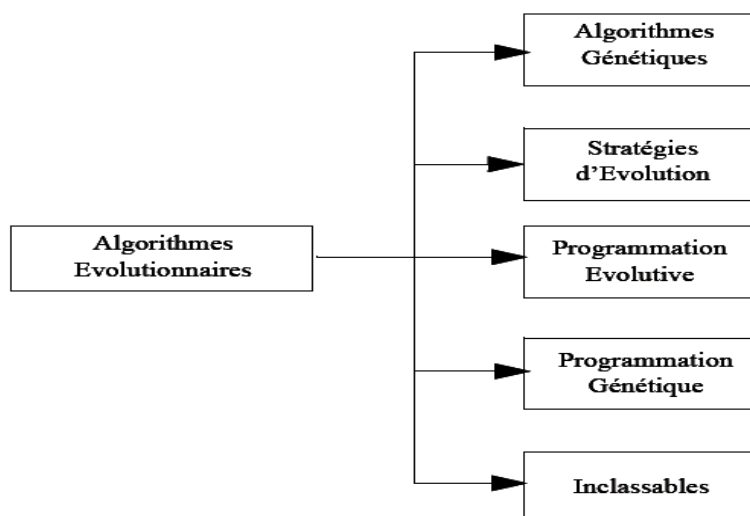 Algorithmes
Génétiques
Stratégies
d'Evolution
Algorithmes
Evolutionnaires
Programmation
Evolutive
Programmation
Génétique
Inclassables